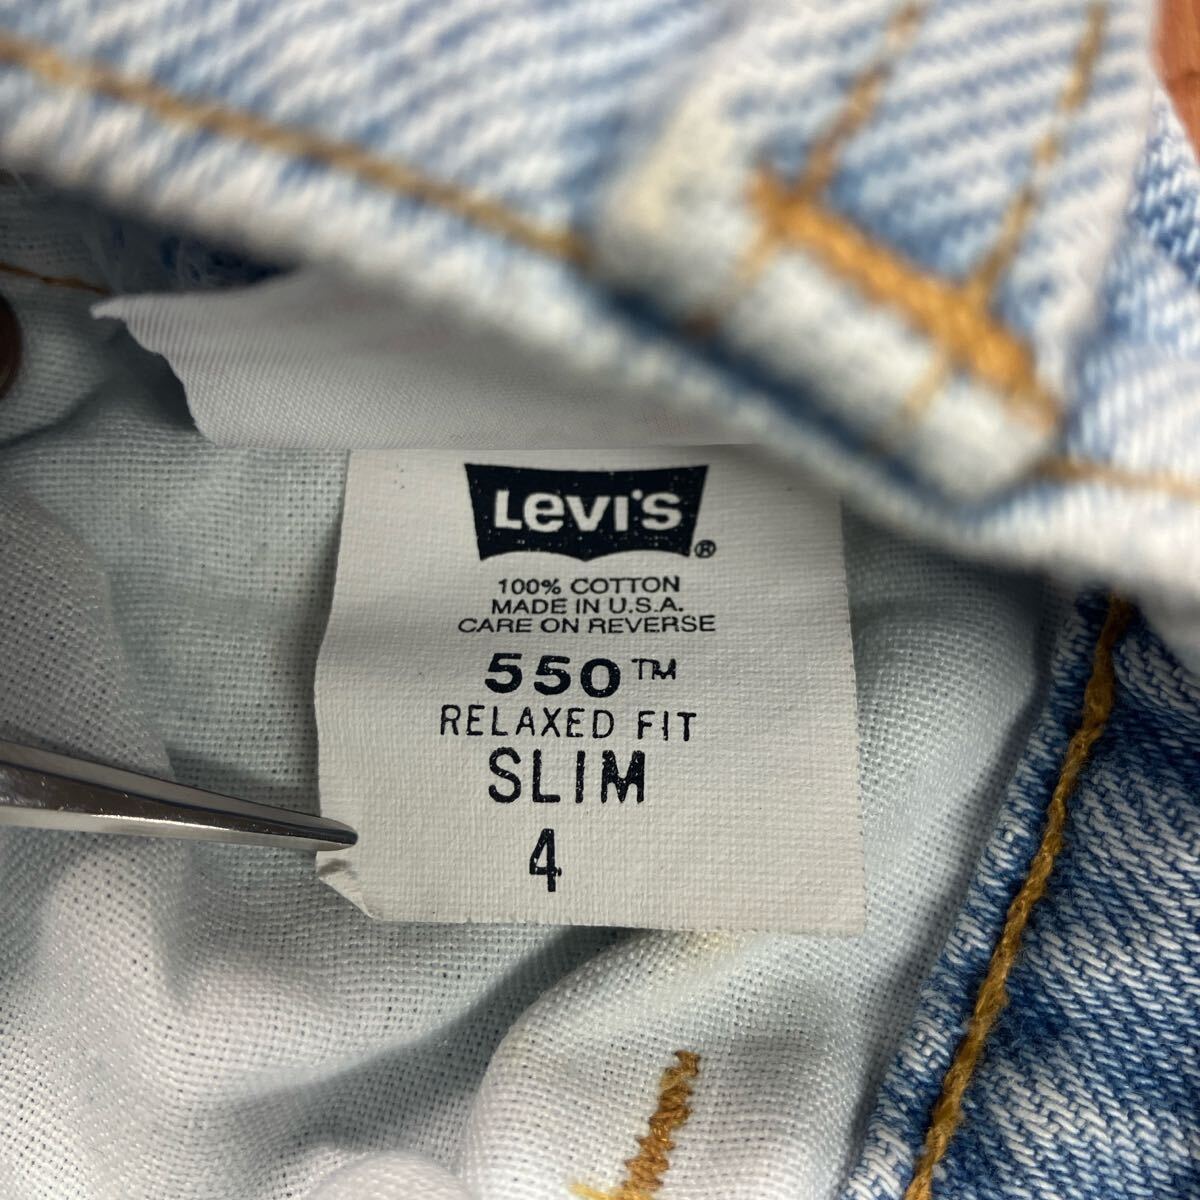 Levi's ®
100% COTTON
MADE IN U.S.A.
CARE ON REVERSE
550™
RELAXED FIT
SLIM
4